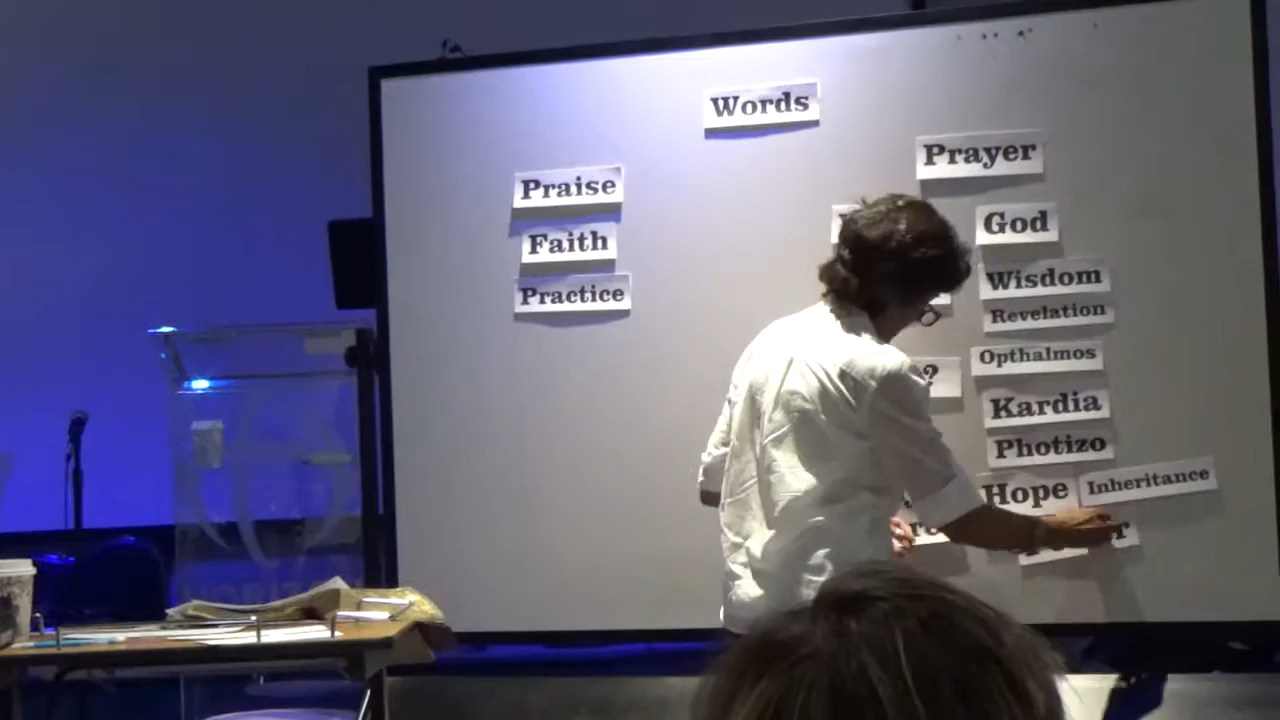 Words
Prayer
Praise
God
Faith
Wisdom
Practice
Revelation
Opthalmos
?
Kardia
Photizo
Hope
Inheritance